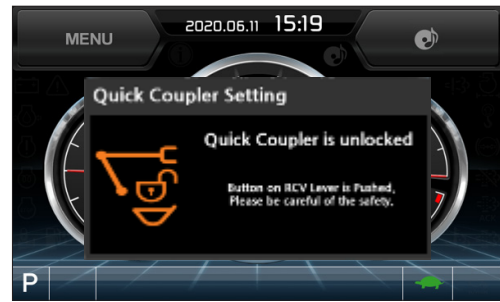 MENU
2020.06.11 15:19
Quick Coupler Setting
Quick Coupler is unlocked
Button on RCV Lever is Pushed,
Please be careful of the safety.
P